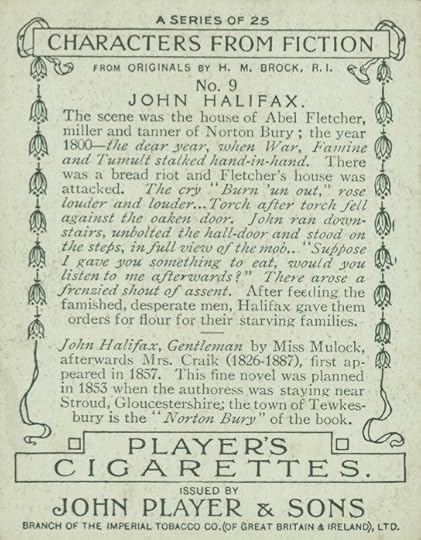 A SERIES OF 25
CHARACTERS FROM FICTION
FROM ORIGINALS BY H. M. BROCK, R.I.
No. 9
JOHN HALIFAX.
The scene was the house of Abel Fletcher,
miller and tanner of Norton Bury; the year
1800—the dear year, when War, Famine
and Tumult stalked hand-in-hand. There
was a bread riot and Fletcher's house was
attacked. The cry "Burn 'un out," rose
louder and louder...Torch after torch fell
against the oaken door. John ran down-
stairs, unbolted the hall-door and stood on
the steps, in full view of the mob..."Suppose
I gave you something to eat, would you
listen to me afterwards?" There arose a
frenzied shout of assent. After feeding the
famished, desperate men, Halifax gave them
orders for flour for their starving families.
John Halifax, Gentleman by Miss Mulock,
afterwards Mrs. Craik (1826-1887), first ap-
peared in 1857. This fine novel was planned
in 1853 when the authoress was staying near
Stroud, Gloucestershire; the town of Tewkes-
bury is the "Norton Bury" of the book.
PLAYER'S
CIGARETTES.
ISSUED BY
JOHN PLAYER & SONS
BRANCH OF THE IMPERIAL TOBACCO CO. (OF GREAT BRITAIN & IRELAND), LTD.